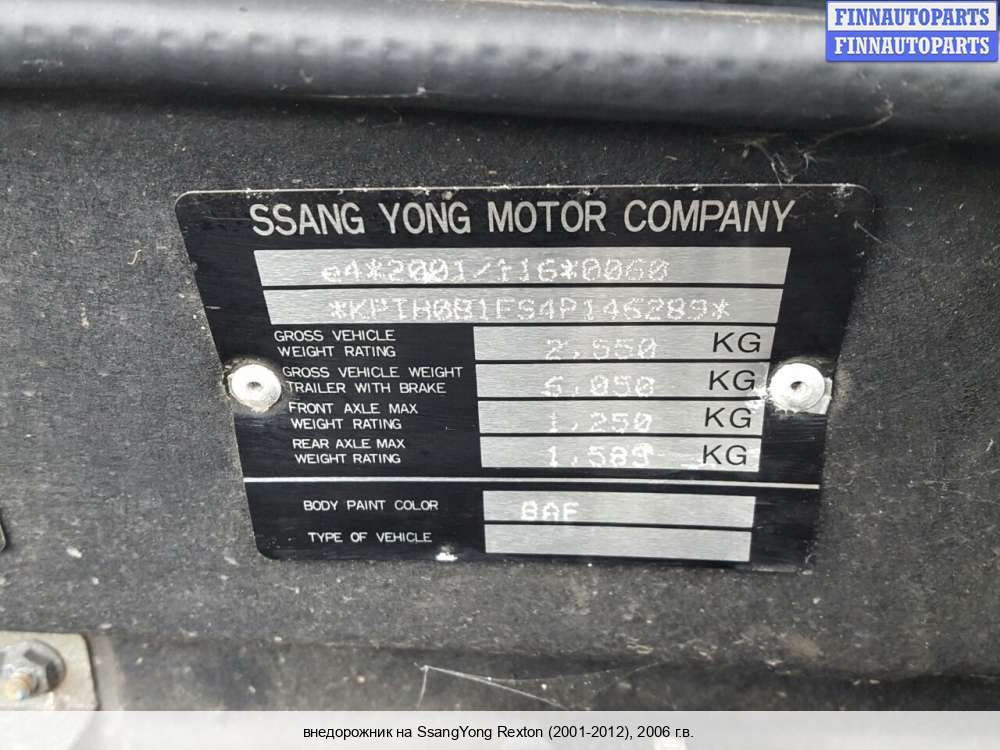 FINNAUTOPARTS
FINNAUTOPARTS
SSANG YONG MOTOR COMPANY
e4*2001/116*0060
*KPTH0B1FS4P146289*
GROSS VEHICLE
WEIGHT RATING
2,550 KG
GROSS VEHICLE WEIGHT
TRAILER WITH BRAKE
6,050 KG
FRONT AXLE MAX
WEIGHT RATING
1,250 KG
REAR AXLE MAX
WEIGHT RATING
1,589 KG
BODY PAINT COLOR
BAF
TYPE OF VEHICLE
внедорожник на SsangYong Rexton (2001-2012), 2006 г.в.